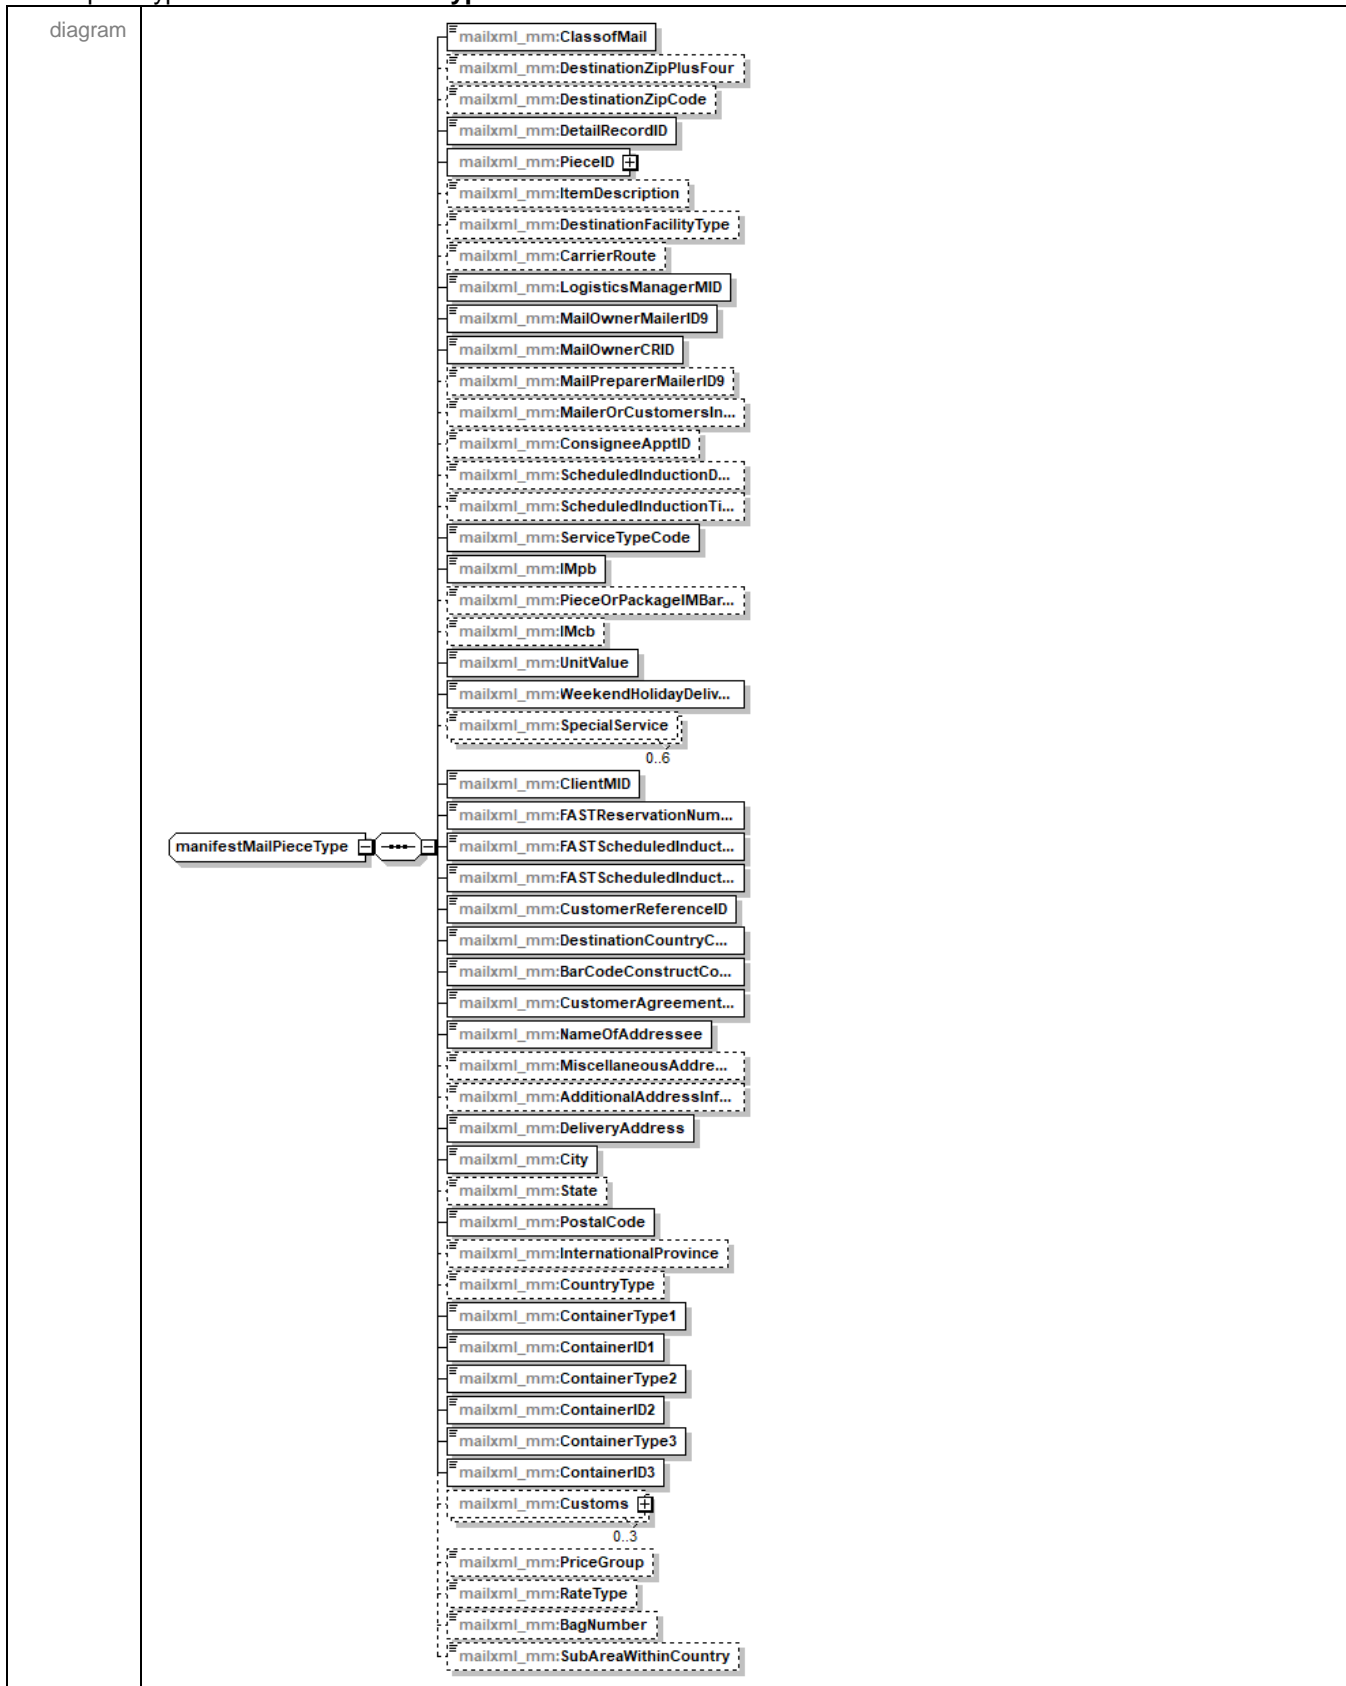 diagram
mailxml_mm:ClassofMail
mailxml_mm:DestinationZipPlusFour
mailxml_mm:DestinationZipCode
mailxml_mm:DetailRecordID
mailxml_mm:PieceID
mailxml_mm:ItemDescription
mailxml_mm:DestinationFacilityType
mailxml_mm:CarrierRoute
mailxml_mm:LogisticsManagerMID
mailxml_mm:MailOwnerMailerID9
mailxml_mm:MailOwnerCRID
mailxml_mm:MailPreparerMailerID9
mailxml_mm:MailerOrCustomersIn...
mailxml_mm:ConsigneeApptID
mailxml_mm:ScheduledInductionD...
mailxml_mm:ScheduledInductionTi...
mailxml_mm:ServiceTypeCode
mailxml_mm:IMpb
mailxml_mm:PieceOrPackageIMBar...
mailxml_mm:IMcb
mailxml_mm:UnitValue
mailxml_mm:WeekendHolidayDeliv...
mailxml_mm:SpecialService
0..6
mailxml_mm:ClientMID
mailxml_mm:FASTReservationNum...
manifestMailPieceType
mailxml_mm:FASTScheduledInduct...
mailxml_mm:FASTScheduledInduct...
mailxml_mm:CustomerReferenceID
mailxml_mm:DestinationCountryC...
mailxml_mm:BarCodeConstructCo...
mailxml_mm:CustomerAgreement...
mailxml_mm:NameOfAddressee
mailxml_mm:MiscellaneousAddre...
mailxml_mm:AdditionalAddressInf...
mailxml_mm:DeliveryAddress
mailxml_mm:City
mailxml_mm:State
mailxml_mm:PostalCode
mailxml_mm:InternationalProvince
mailxml_mm:CountryType
mailxml_mm:ContainerType1
mailxml_mm:ContainerID1
mailxml_mm:ContainerType2
mailxml_mm:ContainerID2
mailxml_mm:ContainerType3
mailxml_mm:ContainerID3
mailxml_mm:Customs
0..3
mailxml_mm:PriceGroup
mailxml_mm:RateType
mailxml_mm:BagNumber
mailxml_mm:SubAreaWithinCountry